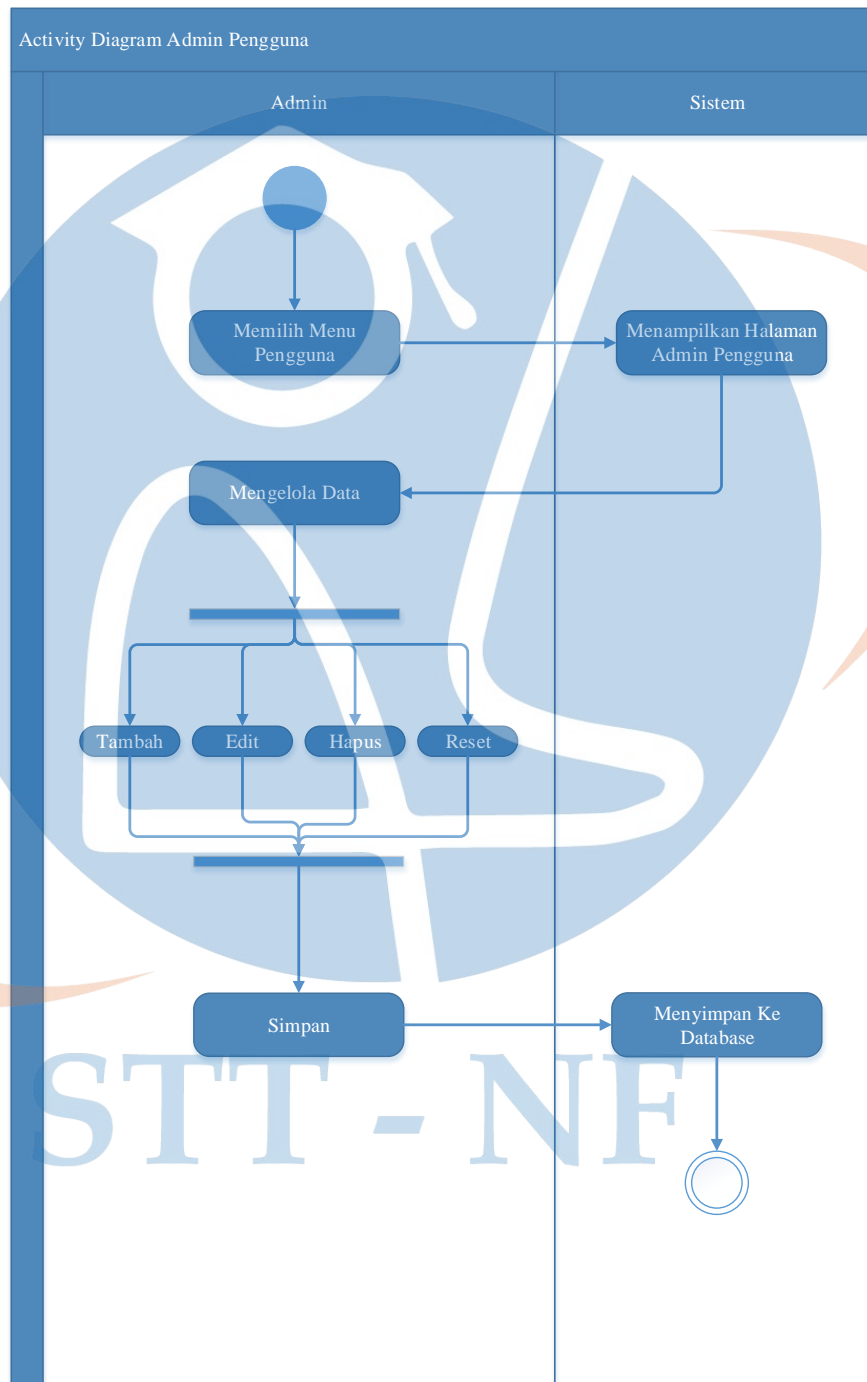 Activity Diagram Admin Pengguna
Admin
Sistem
Memilih Menu
Pengguna
Menampilkan Halaman
Admin Pengguna
Mengelola Data
Tambah
Edit
Hapus
Reset
Simpan
Menyimpan Ke
Database
STT - NF